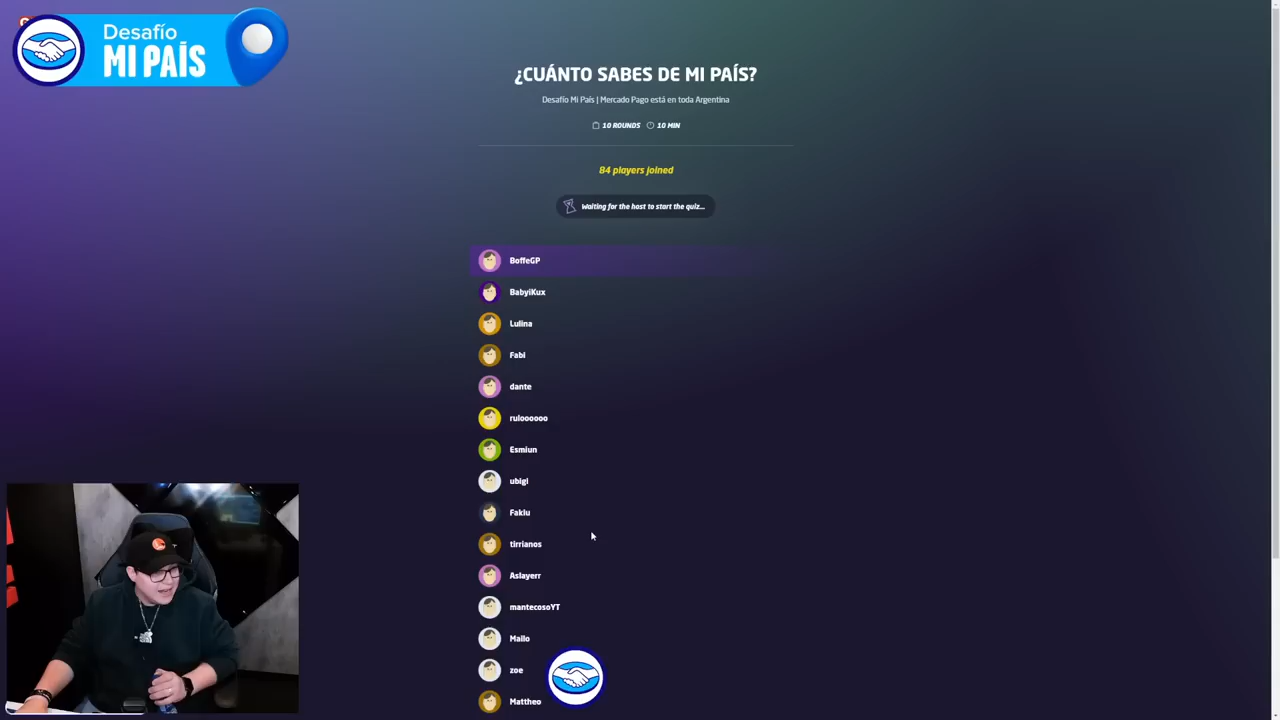 Desafío
MI PAÍS
¿CUÁNTO SABES DE MI PAÍS?
Desafío Mi País | Mercado Pago está en toda Argentina
10 ROUNDS 10 MIN
84 players joined
Waiting for the host to start the quiz...
BoffeGP
BabyiKux
Lulina
Fabi
dante
ruloooooo
Esmiun
ubigi
Faklu
tirrianos
Aslayerr
mantecosoYT
Mailo
zoe
Mattheo